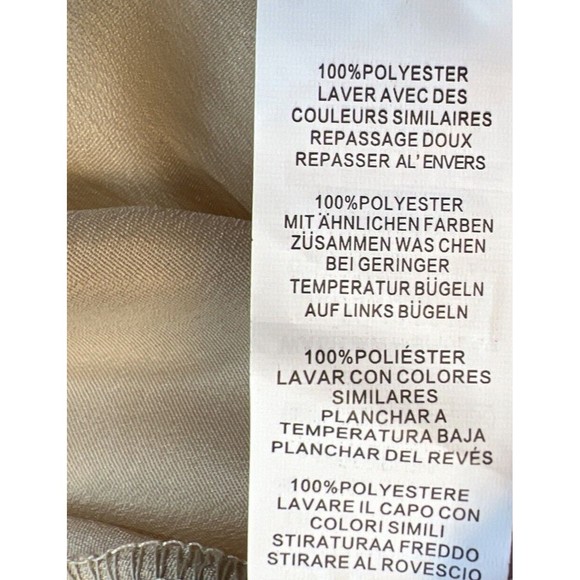 100%POLYESTER
LAVER AVEC DES
COULEURS SIMILAIRES
REPASSAGE DOUX
REPASSER AL'ENVERS
100%POLYESTER
MIT ÄHNLICHEN FARBEN
ZÜSAMMEN WAS CHEN
BEI GERINGER
TEMPERATUR BÜGELN
AUF LINKS BÜGELN
100%POLIÉSTER
LAVAR CON COLORES
SIMILARES
PLANCHAR A
TEMPERATURA BAJA
PLANCHAR DEL REVÉS
100%POLYESTERE
LAVARE IL CAPO CON
COLORI SIMILI
STIRATURA A FREDDO
STIRARE AL ROVESCIO